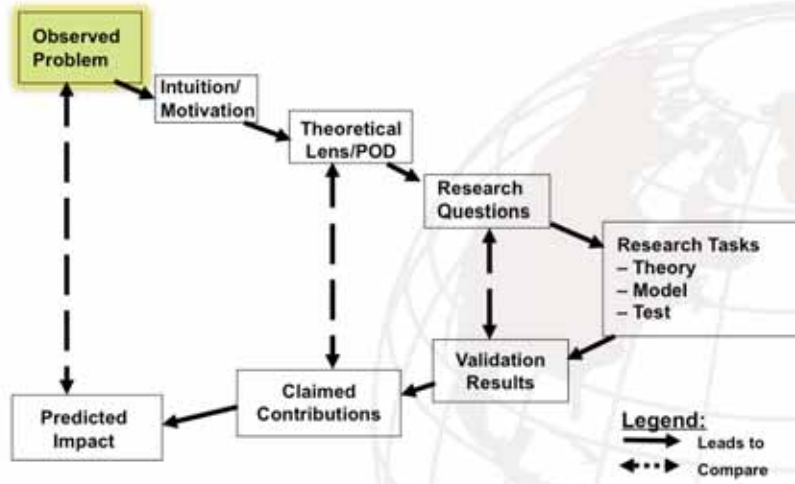 Observed
Problem
Intuition/
Motivation
Theoretical
Lens/POD
Research
Questions
Research Tasks
– Theory
– Model
– Test
Validation
Results
Claimed
Contributions
Predicted
Impact
Legend:
Leads to
Compare